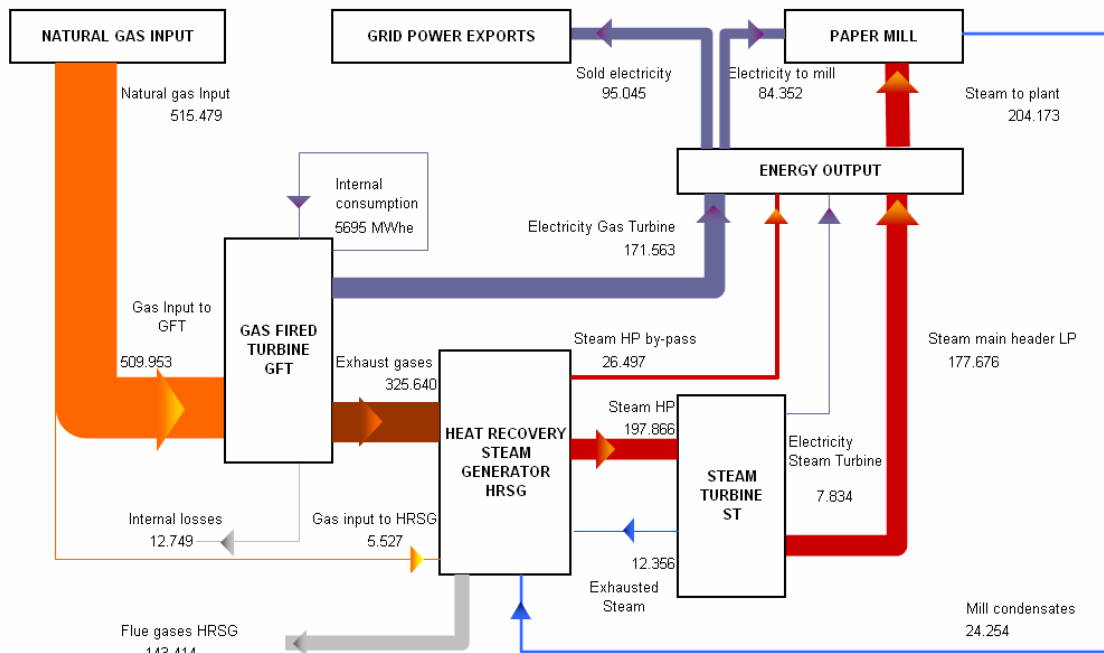 NATURAL GAS INPUT
GRID POWER EXPORTS
PAPER MILL
Natural gas Input
515.479
Sold electricity
95.045
Electricity to mill
84.352
Steam to plant
204.173
ENERGY OUTPUT
Internal
consumption
5695 MWhe
Electricity Gas Turbine
171.563
Gas Input to
GFT
509.953
GAS FIRED
TURBINE
GFT
Exhaust gases
325.640
Steam HP by-pass
26.497
Steam main header LP
177.676
Steam HP
197.866
HEAT RECOVERY
STEAM
GENERATOR
HRSG
Electricity
Steam Turbine
7.834
STEAM
TURBINE
ST
Internal losses
12.749
Gas input to HRSG
5.527
12.356
Exhausted
Steam
Mill condensates
24.254
Flue gases HRSG
143.414